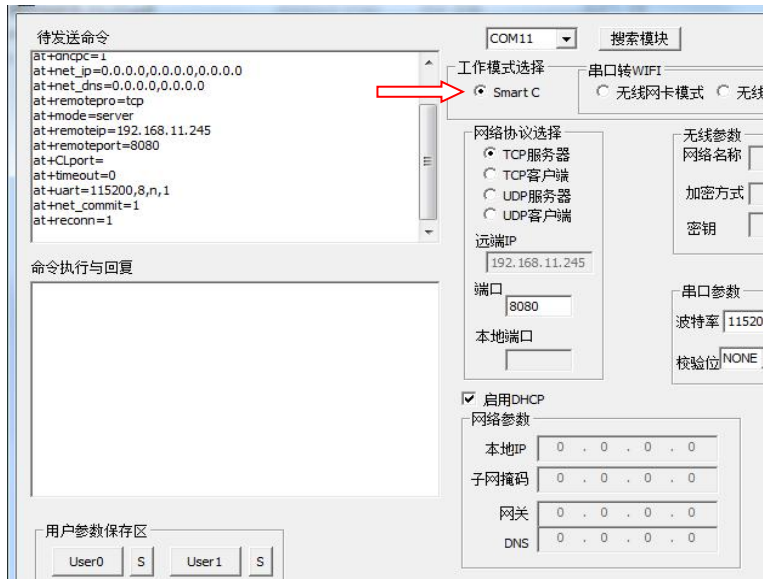 待发送命令
at+dhcpc=1
at+net_ip=0.0.0.0,0.0.0.0,0.0.0.0
at+net_dns=0.0.0.0,0.0.0.0
at+remotepro=tcp
at+mode=server
at+remoteip=192.168.11.245
at+remoteport=8080
at+CLport=
at+timeout=0
at+uart=115200,8,n,1
at+net_commit=1
at+reconn=1
命令执行与回复
用户参数保存区
User0 S User1 S
COM11 搜索模块
工作模式选择
Smart C
串口转WIFI
无线网卡模式 无线
网络协议选择
TCP服务器
TCP客户端
UDP服务器
UDP客户端
远端IP
192.168.11.245
端口
8080
本地端口
无线参数
网络名称
加密方式
密钥
串口参数
波特率 11520
校验位 NONE
启用DHCP
网络参数
本地IP 0 . 0 . 0 . 0
子网掩码 0 . 0 . 0 . 0
网关 0 . 0 . 0 . 0
DNS 0 . 0 . 0 . 0